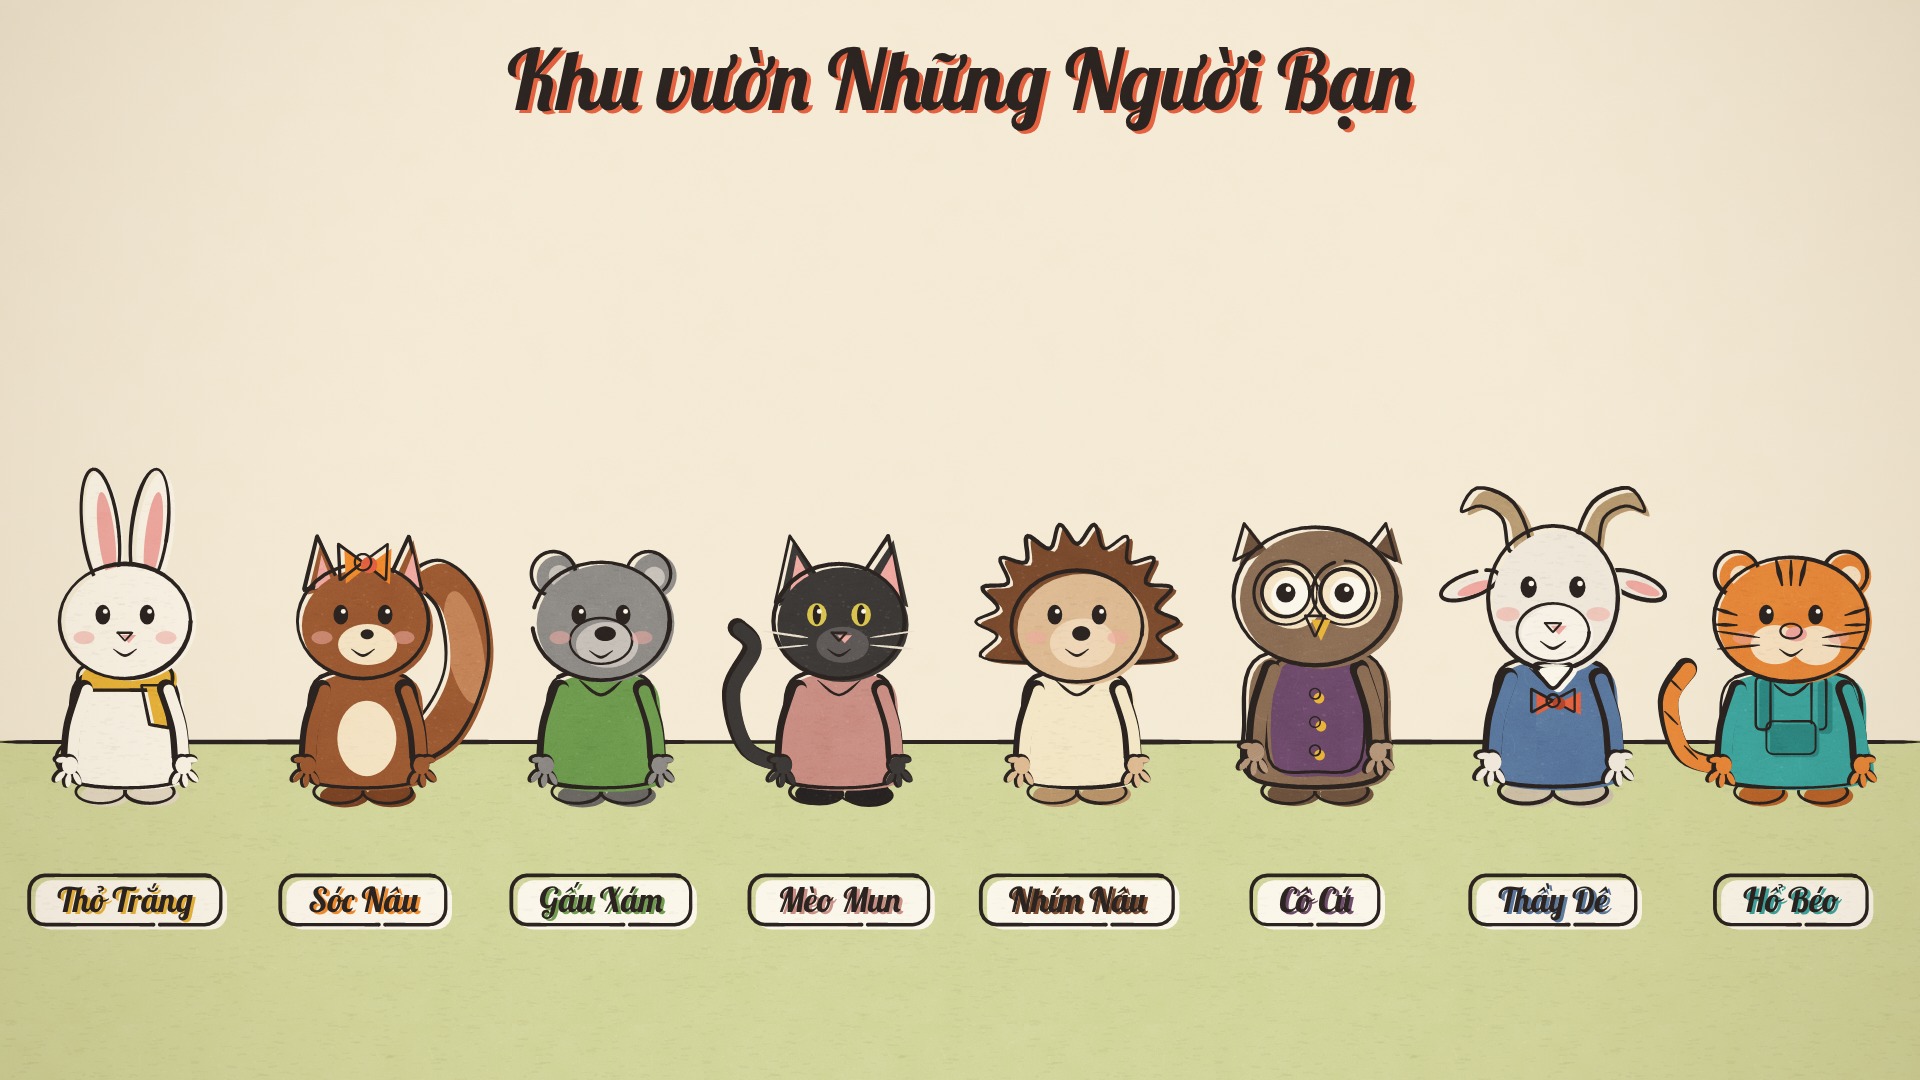 Khu vườn Những Người Bạn
Thỏ Trắng
Sóc Nâu
Gấu Xám
Mèo Mun
Nhím Nâu
Cô Cú
Thầy Dê
Hổ Béo